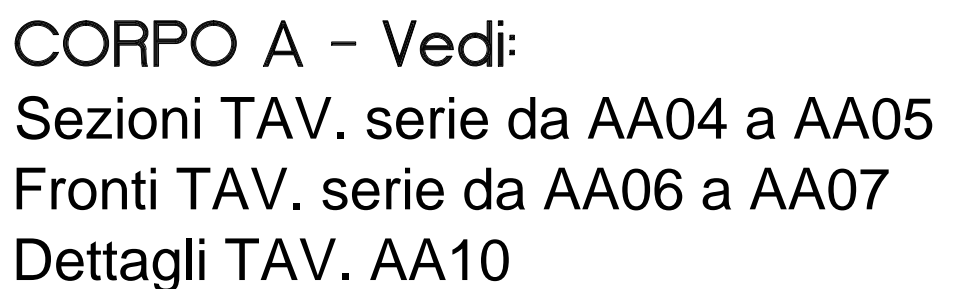 CORPO A - Vedi:
Sezioni TAV. serie da AA04 a AA05
Fronti TAV. serie da AA06 a AA07
Dettagli TAV. AA10